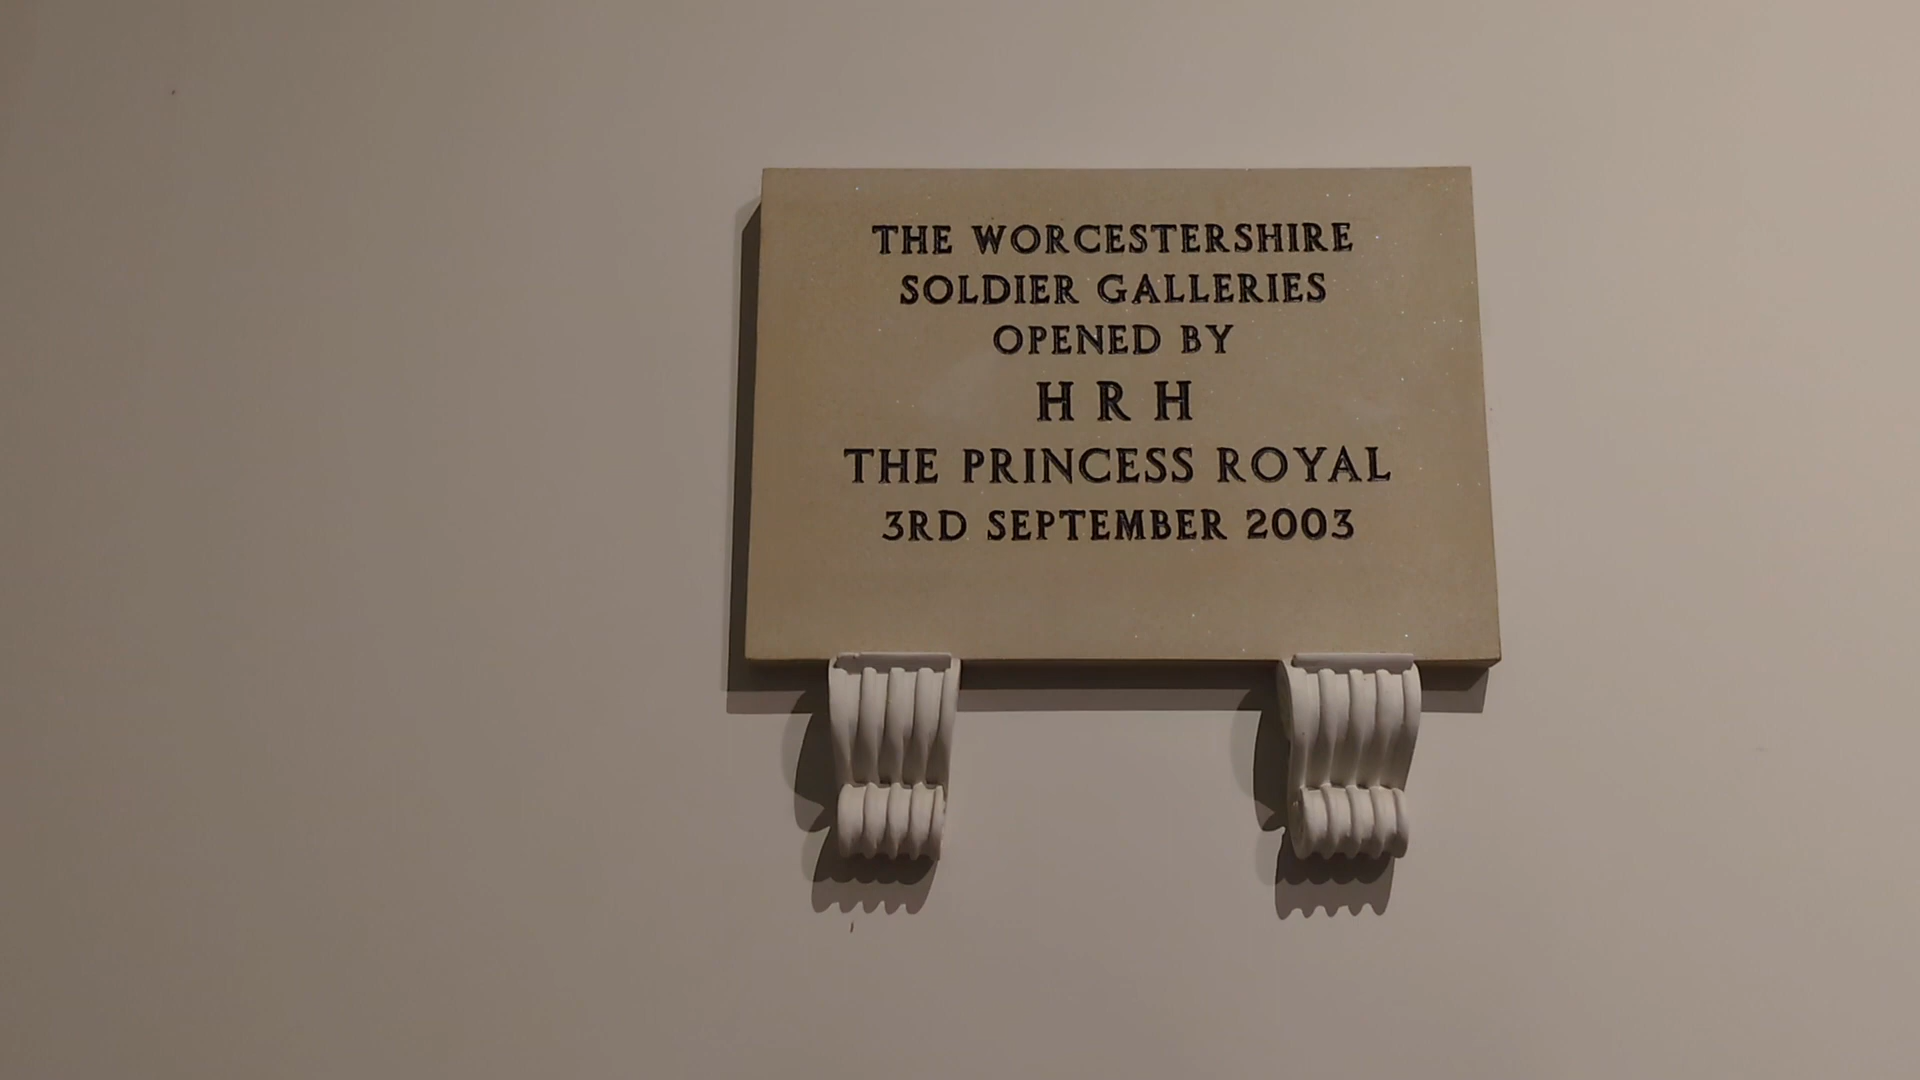 THE WORCESTERSHIRE
SOLDIER GALLERIES
OPENED BY
H R H
THE PRINCESS ROYAL
3RD SEPTEMBER 2003